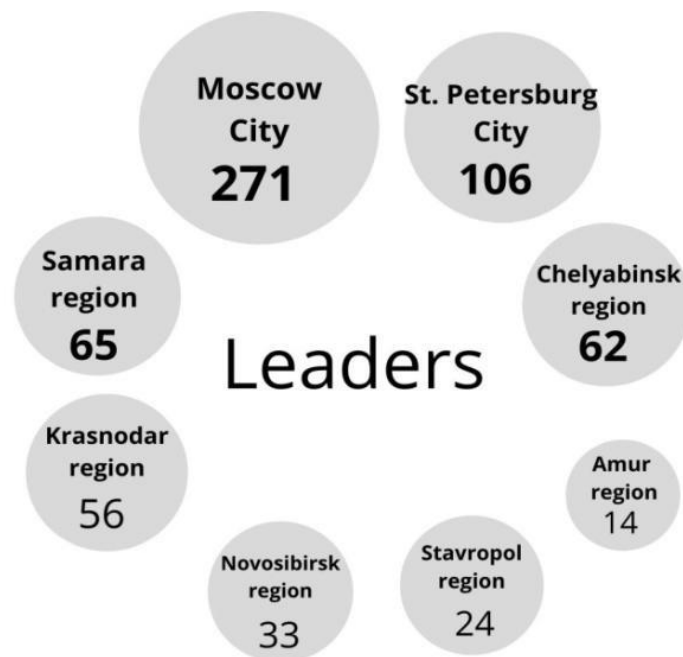 Moscow
City
271
St. Petersburg
City
106
Samara
region
65
Chelyabinsk
region
62
Leaders
Krasnodar
region
56
Amur
region
14
Novosibirsk
region
33
Stavropol
region
24